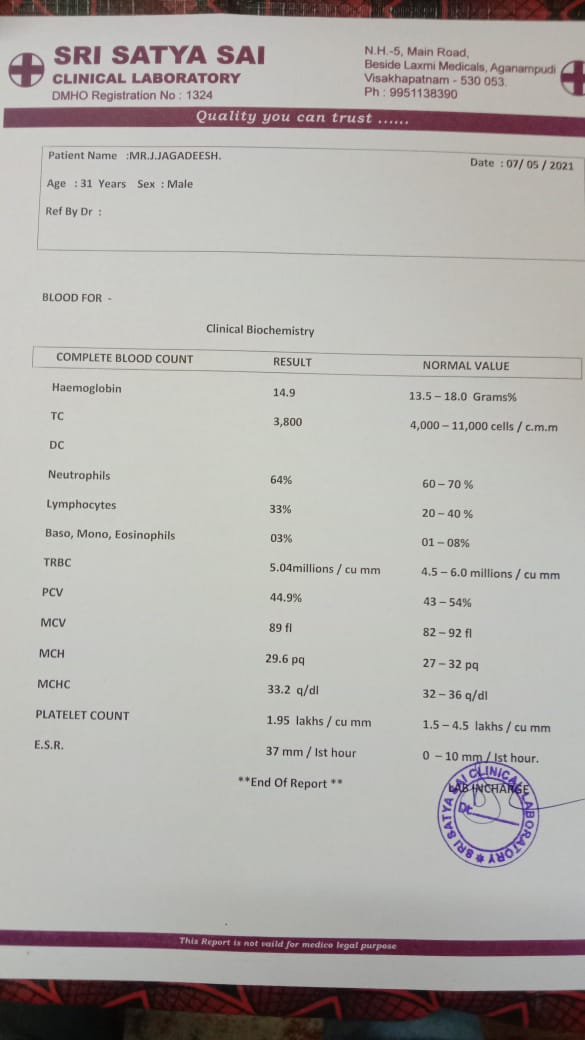 SRI SATYA SAI
CLINICAL LABORATORY
DMHO Registration No : 1324
N.H.-5, Main Road,
Beside Laxmi Medicals, Aganampudi
Visakhapatnam - 530 053.
Ph : 9951138390
Quality you can trust ......
Patient Name :MR.J.JAGADEESH.
Date : 07/ 05 / 2021
Age : 31 Years Sex : Male
Ref By Dr :
BLOOD FOR -
Clinical Biochemistry
COMPLETE BLOOD COUNT RESULT NORMAL VALUE
Haemoglobin 14.9 13.5 – 18.0 Grams%
TC 3,800 4,000 – 11,000 cells / c.m.m
DC
Neutrophils 64% 60 – 70 %
Lymphocytes 33% 20 – 40 %
Baso, Mono, Eosinophils 03% 01 – 08%
TRBC 5.04millions / cu mm 4.5 – 6.0 millions / cu mm
PCV 44.9% 43 – 54%
MCV 89 fl 82 – 92 fl
MCH 29.6 pq 27 – 32 pq
MCHC 33.2 q/dl 32 – 36 q/dl
PLATELET COUNT 1.95 lakhs / cu mm 1.5 – 4.5 lakhs / cu mm
E.S.R. 37 mm / Ist hour 0 – 10 mm / Ist hour.
**End Of Report **
LAB INCHARGE
SRI SATYA SAI CLINICAL LABORATORY
Dt.
This Report is not vaild for medico legal purpose